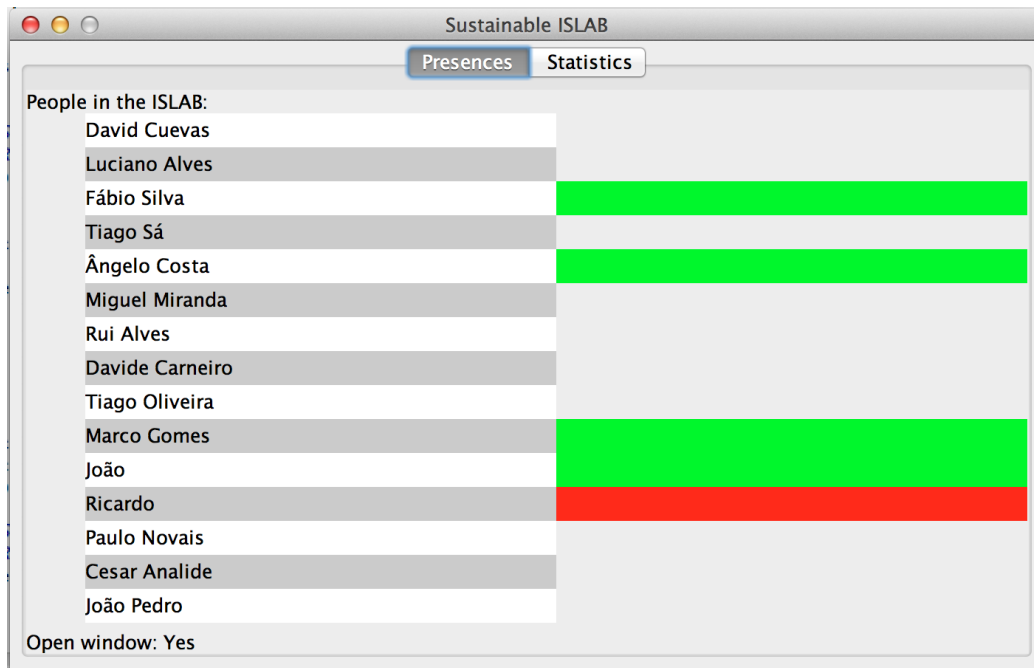 Sustainable ISLAB
Presences Statistics
People in the ISLAB:
David Cuevas
Luciano Alves
Fábio Silva
Tiago Sá
Ângelo Costa
Miguel Miranda
Rui Alves
Davide Carneiro
Tiago Oliveira
Marco Gomes
João
Ricardo
Paulo Novais
Cesar Analide
João Pedro
Open window: Yes